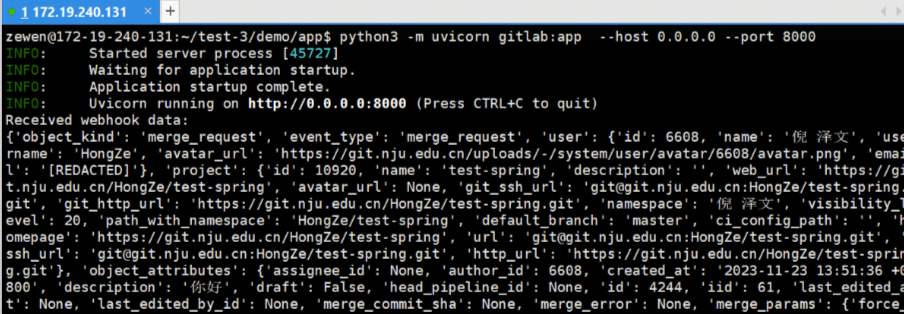 1 172.19.240.131 × +
zewen@172-19-240-131:~/test-3/demo/app$ python3 -m uvicorn gitlab:app  --host 0.0.0.0 --port 8000
INFO:     Started server process [45727]
INFO:     Waiting for application startup.
INFO:     Application startup complete.
INFO:     Uvicorn running on http://0.0.0.0:8000 (Press CTRL+C to quit)
Received webhook data:
{'object_kind': 'merge_request', 'event_type': 'merge_request', 'user': {'id': 6608, 'name': '倪 泽文', 'use
rname': 'HongZe', 'avatar_url': 'https://git.nju.edu.cn/uploads/-/system/user/avatar/6608/avatar.png', 'emai
l': '[REDACTED]'}, 'project': {'id': 10920, 'name': 'test-spring', 'description': '', 'web_url': 'https://gi
t.nju.edu.cn/HongZe/test-spring', 'avatar_url': None, 'git_ssh_url': 'git@git.nju.edu.cn:HongZe/test-spring.
git', 'git_http_url': 'https://git.nju.edu.cn/HongZe/test-spring.git', 'namespace': '倪 泽文', 'visibility_l
evel': 20, 'path_with_namespace': 'HongZe/test-spring', 'default_branch': 'master', 'ci_config_path': '', 'h
omepage': 'https://git.nju.edu.cn/HongZe/test-spring', 'url': 'git@git.nju.edu.cn:HongZe/test-spring.git', '
ssh_url': 'git@git.nju.edu.cn:HongZe/test-spring.git', 'http_url': 'https://git.nju.edu.cn/HongZe/test-sprin
g.git'}, 'object_attributes': {'assignee_id': None, 'author_id': 6608, 'created_at': '2023-11-23 13:51:36 +0
800', 'description': '你好', 'draft': False, 'head_pipeline_id': None, 'id': 4244, 'iid': 61, 'last_edited_a
t': None, 'last_edited_by_id': None, 'merge_commit_sha': None, 'merge_error': None, 'merge_params': {'force_